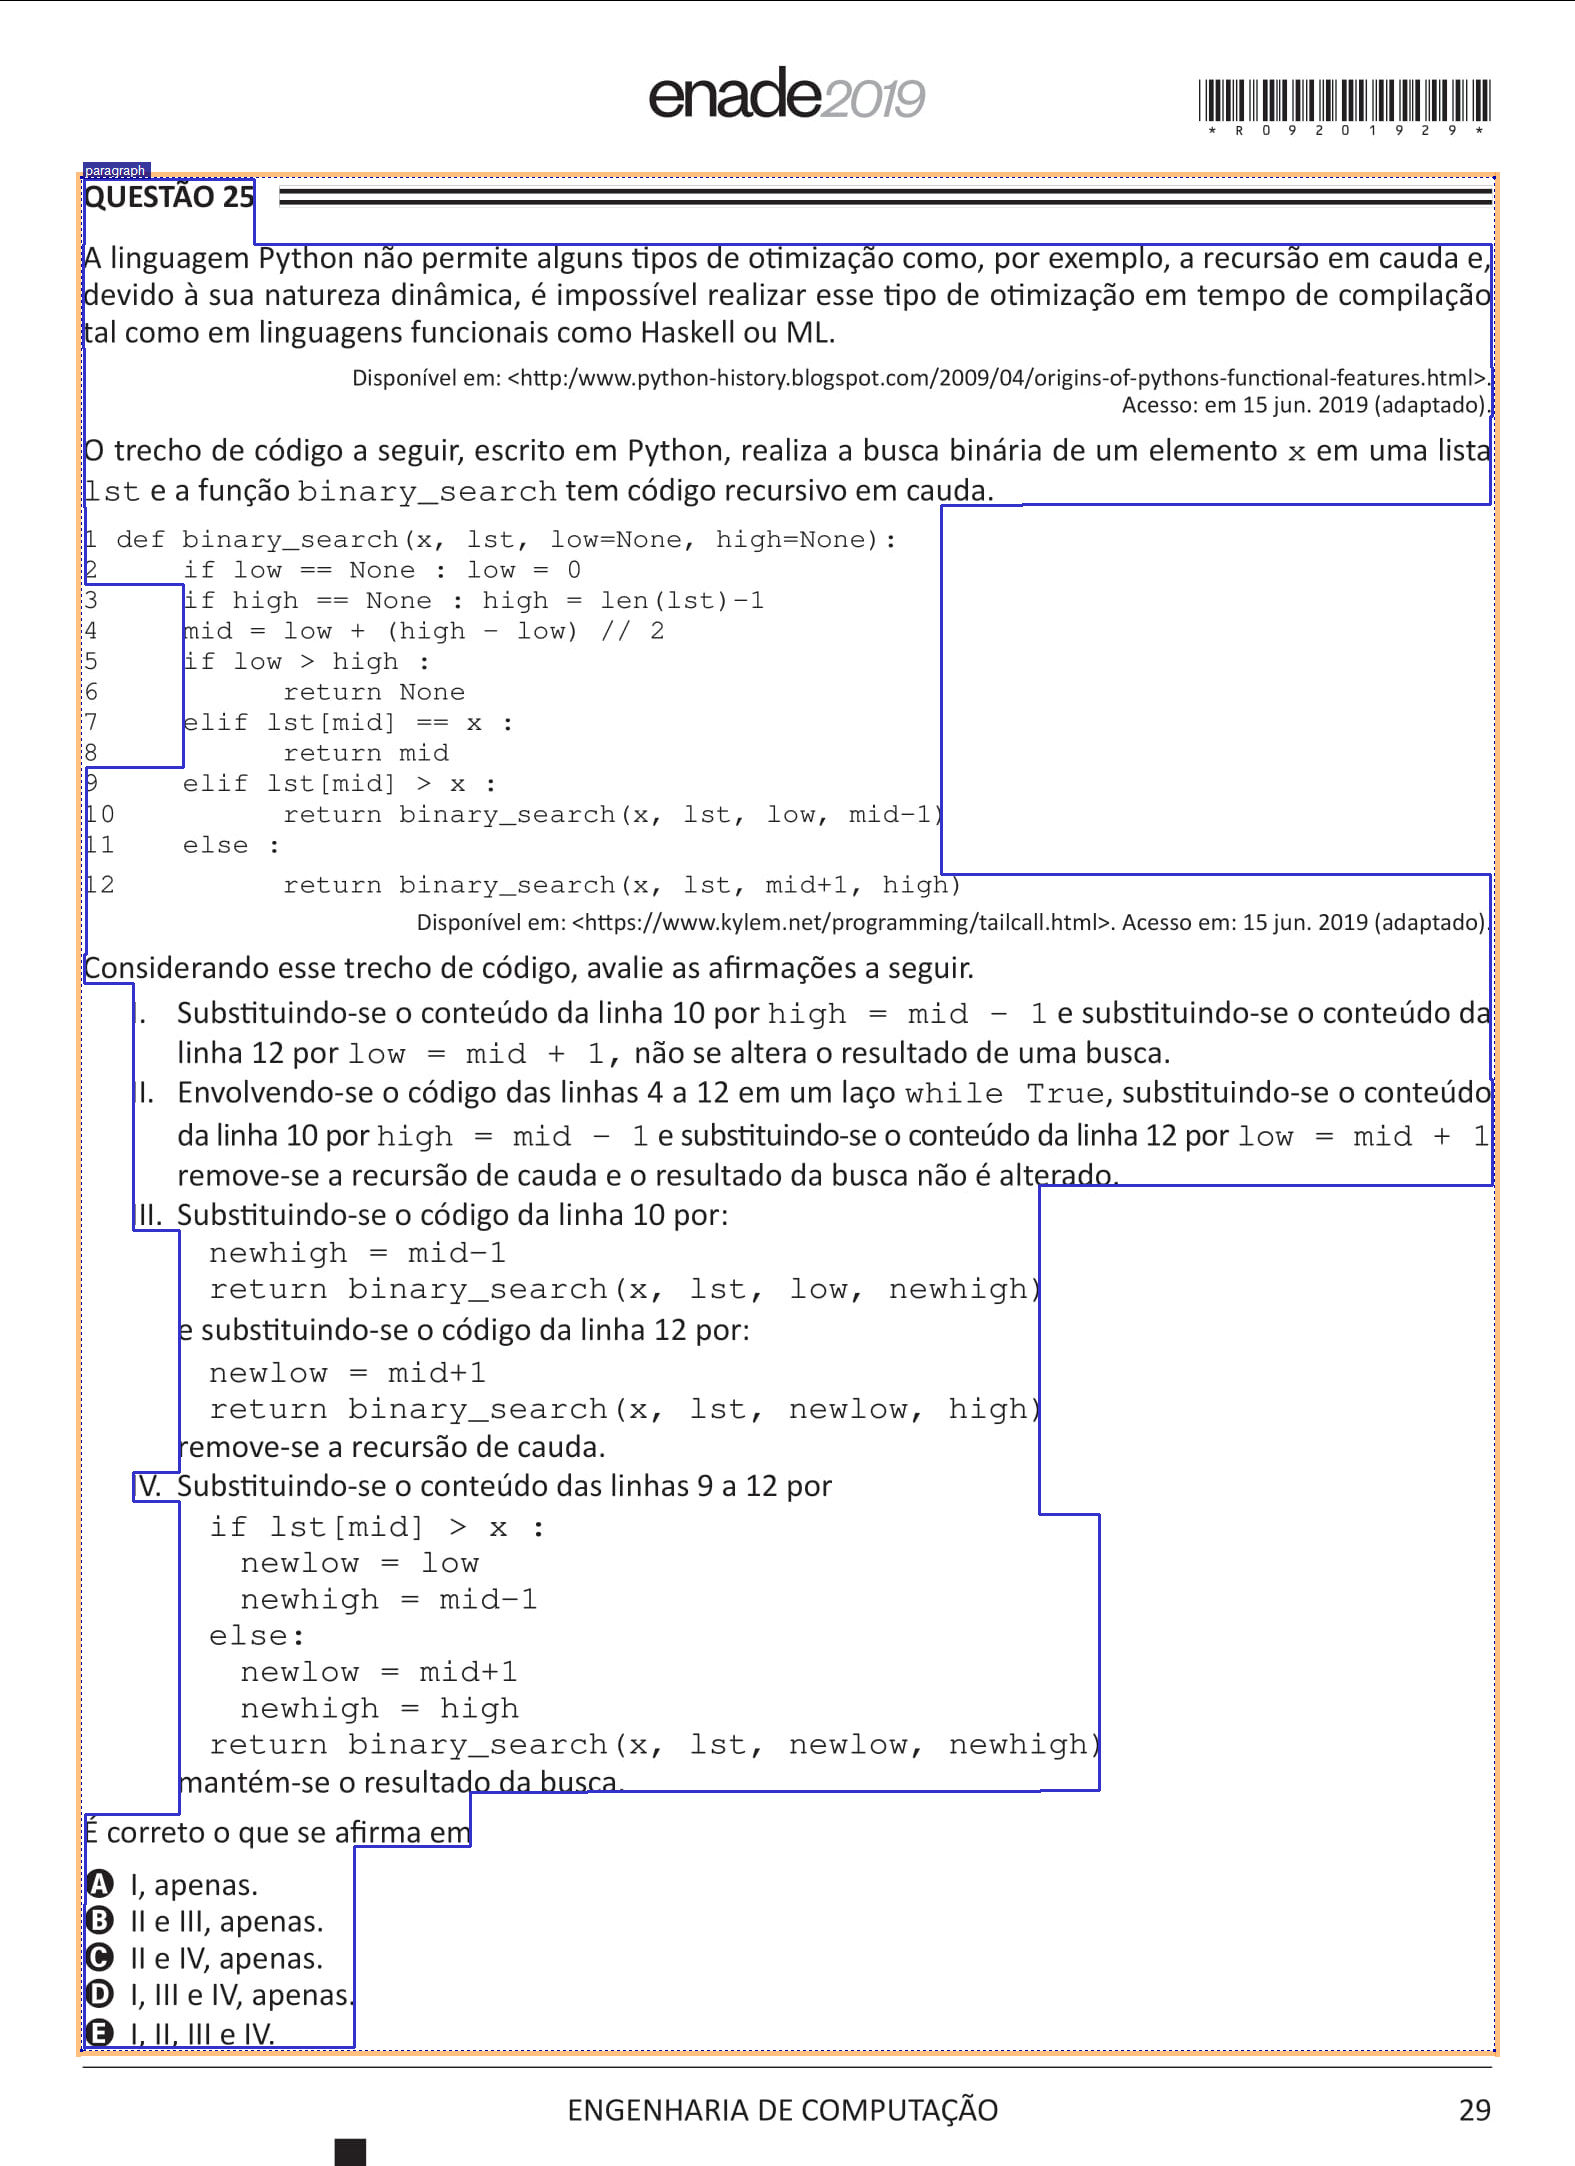 enade2019
*R09201929*
paragraph
QUESTÃO 25
A linguagem Python não permite alguns tipos de otimização como, por exemplo, a recursão em cauda e,
devido à sua natureza dinâmica, é impossível realizar esse tipo de otimização em tempo de compilação
tal como em linguagens funcionais como Haskell ou ML.
Disponível em: <http:/www.python-history.blogspot.com/2009/04/origins-of-pythons-functional-features.html>.
Acesso: em 15 jun. 2019 (adaptado).
O trecho de código a seguir, escrito em Python, realiza a busca binária de um elemento x em uma lista
lst e a função binary_search tem código recursivo em cauda.
1 def binary_search(x, lst, low=None, high=None):
2     if low == None : low = 0
3     if high == None : high = len(lst)-1
4     mid = low + (high - low) // 2
5     if low > high :
6           return None
7     elif lst[mid] == x :
8           return mid
9     elif lst[mid] > x :
10          return binary_search(x, lst, low, mid-1)
11    else :
12          return binary_search(x, lst, mid+1, high)
Disponível em: <https://www.kylem.net/programming/tailcall.html>. Acesso em: 15 jun. 2019 (adaptado).
Considerando esse trecho de código, avalie as afirmações a seguir.
I. Substituindo-se o conteúdo da linha 10 por high = mid - 1 e substituindo-se o conteúdo da
linha 12 por low = mid + 1, não se altera o resultado de uma busca.
II. Envolvendo-se o código das linhas 4 a 12 em um laço while True, substituindo-se o conteúdo
da linha 10 por high = mid - 1 e substituindo-se o conteúdo da linha 12 por low = mid + 1
remove-se a recursão de cauda e o resultado da busca não é alterado.
III. Substituindo-se o código da linha 10 por:
newhigh = mid-1
return binary_search(x, lst, low, newhigh)
e substituindo-se o código da linha 12 por:
newlow = mid+1
return binary_search(x, lst, newlow, high)
remove-se a recursão de cauda.
IV. Substituindo-se o conteúdo das linhas 9 a 12 por
if lst[mid] > x :
  newlow = low
  newhigh = mid-1
else:
  newlow = mid+1
  newhigh = high
return binary_search(x, lst, newlow, newhigh)
mantém-se o resultado da busca.
É correto o que se afirma em
A I, apenas.
B II e III, apenas.
C II e IV, apenas.
D I, III e IV, apenas.
E I, II, III e IV.
ENGENHARIA DE COMPUTAÇÃO
29